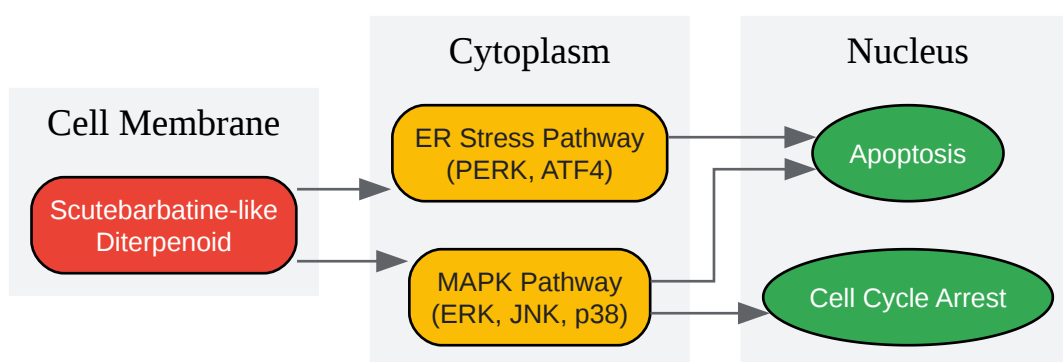 Cell Membrane
Scutebarbatine-like
Diterpenoid
Cytoplasm
ER Stress Pathway
(PERK, ATF4)
MAPK Pathway
(ERK, JNK, p38)
Nucleus
Apoptosis
Cell Cycle Arrest